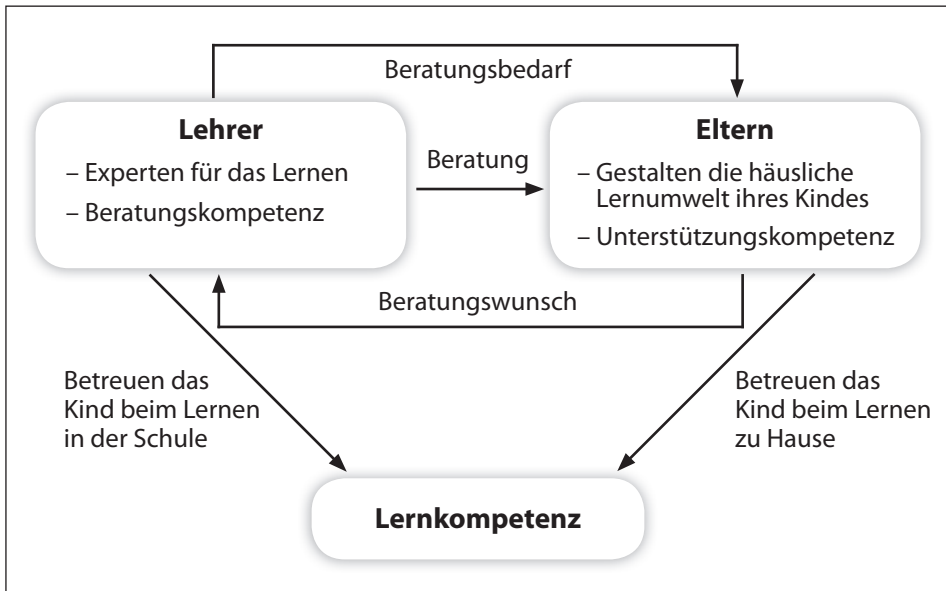 Beratungsbedarf
Lehrer
– Experten für das Lernen
– Beratungskompetenz
Beratung
Eltern
– Gestalten die häusliche
Lernumwelt ihres Kindes
– Unterstützungskompetenz
Beratungswunsch
Betreuen das
Kind beim Lernen
in der Schule
Betreuen das
Kind beim Lernen
zu Hause
Lernkompetenz